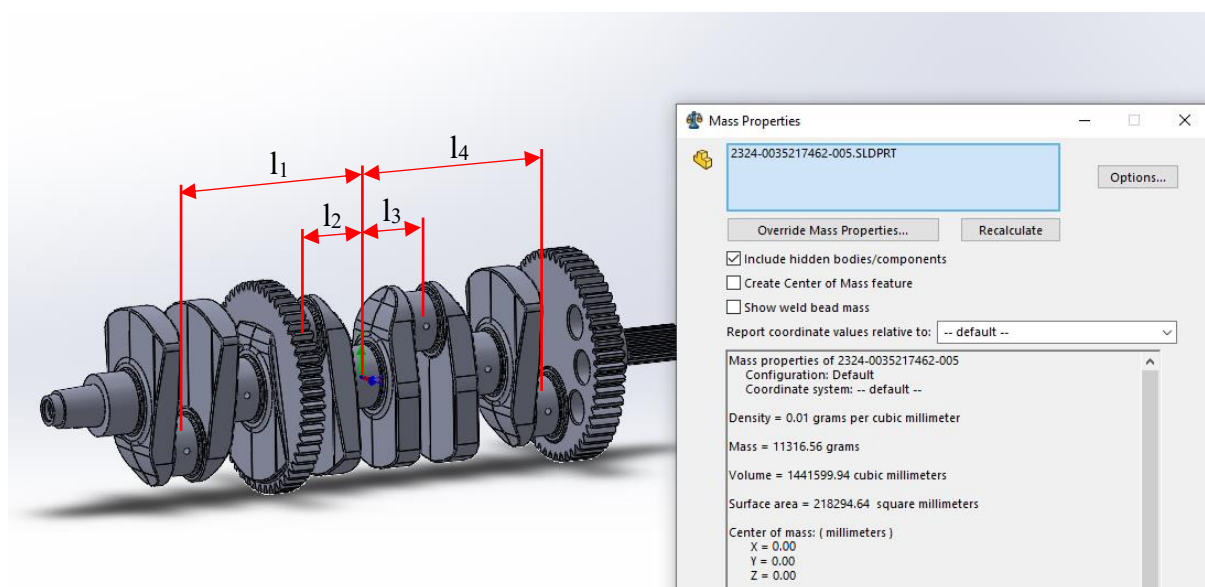 l1
l4
l2
l3
Mass Properties
2324-0035217462-005.SLDPRT
Options...
Override Mass Properties...
Recalculate
Include hidden bodies/components
Create Center of Mass feature
Show weld bead mass
Report coordinate values relative to:
-- default --
Mass properties of 2324-0035217462-005
Configuration: Default
Coordinate system: -- default --
Density = 0.01 grams per cubic millimeter
Mass = 11316.56 grams
Volume = 1441599.94 cubic millimeters
Surface area = 218294.64 square millimeters
Center of mass: ( millimeters )
X = 0.00
Y = 0.00
Z = 0.00